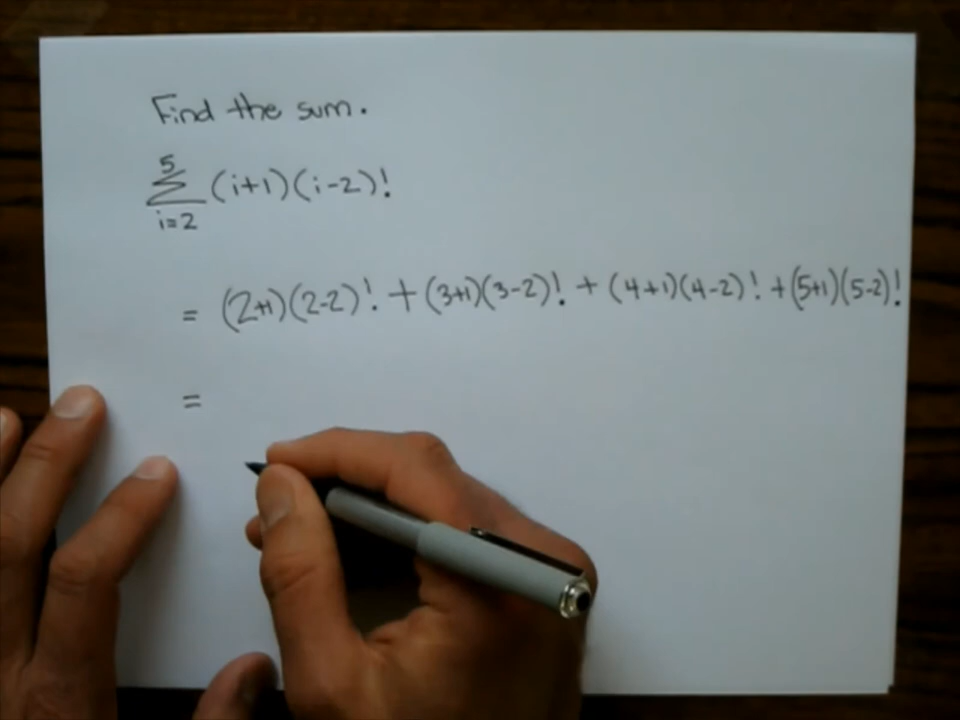 Find the sum.
5
Σ (i+1)(i-2)!
i=2
= (2+1)(2-2)! + (3+1)(3-2)! + (4+1)(4-2)! + (5+1)(5-2)!
=